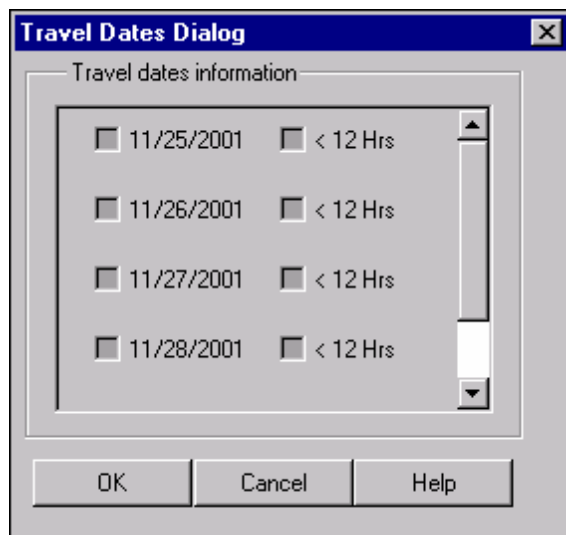 Travel Dates Dialog
Travel dates information
11/25/2001 < 12 Hrs
11/26/2001 < 12 Hrs
11/27/2001 < 12 Hrs
11/28/2001 < 12 Hrs
OK Cancel Help